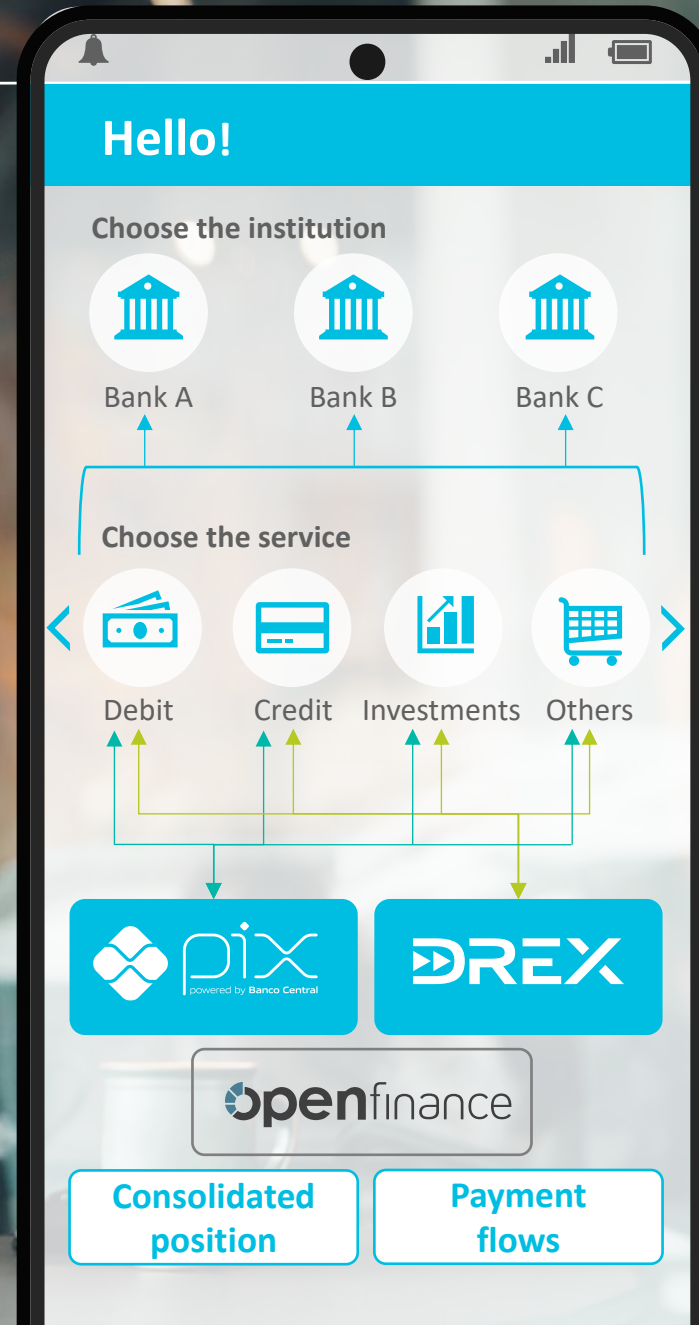 Hello!
Choose the institution
Bank A Bank B Bank C
Choose the service
Debit Credit Investments Others
pix
powered by Banco Central
DREX
openfinance
Consolidated
position
Payment
flows